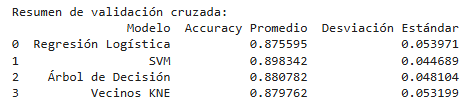 Resumen de validación cruzada:
Modelo Accuracy Promedio Desviación Estándar
0 Regresión Logística 0.875595 0.053971
1 SVM 0.898342 0.044689
2 Árbol de Decisión 0.880782 0.048104
3 Vecinos KNE 0.879762 0.053199